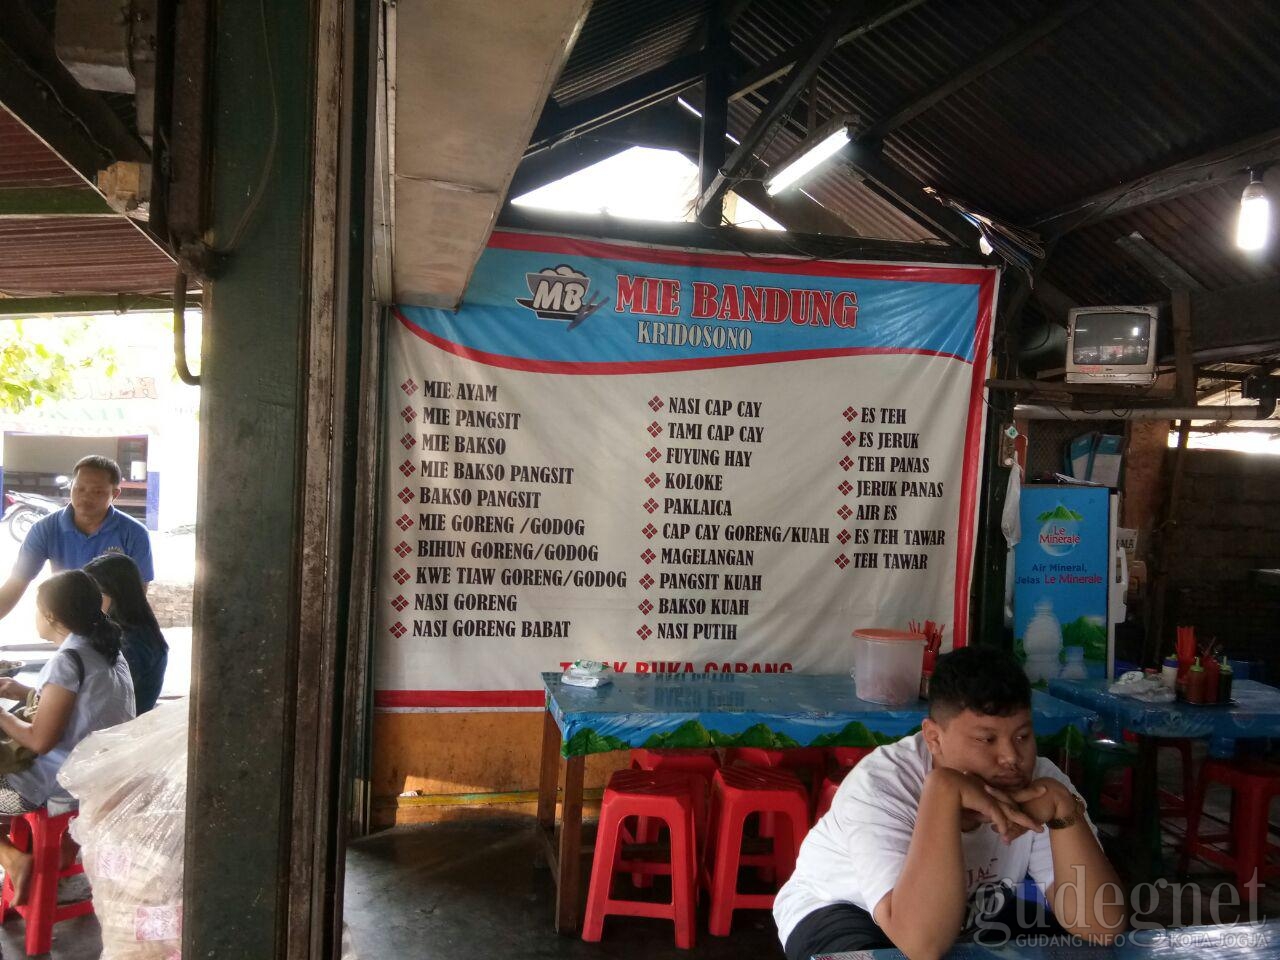 MB
MIE BANDUNG
KRIDOSONO
MIE AYAM
MIE PANGSIT
MIE BAKSO
MIE BAKSO PANGSIT
BAKSO PANGSIT
MIE GORENG /GODOG
BIHUN GORENG/GODOG
KWE TIAW GORENG/GODOG
NASI GORENG
NASI GORENG BABAT
NASI CAP CAY
TAMI CAP CAY
FUYUNG HAY
KOLOKE
PAKLAICA
CAP CAY GORENG/KUAH
MAGELANGAN
PANGSIT KUAH
BAKSO KUAH
NASI PUTIH
ES TEH
ES JERUK
TEH PANAS
JERUK PANAS
AIR ES
ES TEH TAWAR
TEH TAWAR
BUKA CABANG
Le
Minerale
Air Mineral,
Jelas Le Minerale
gudegnet
GUDANG INFO KOTA JOGJA